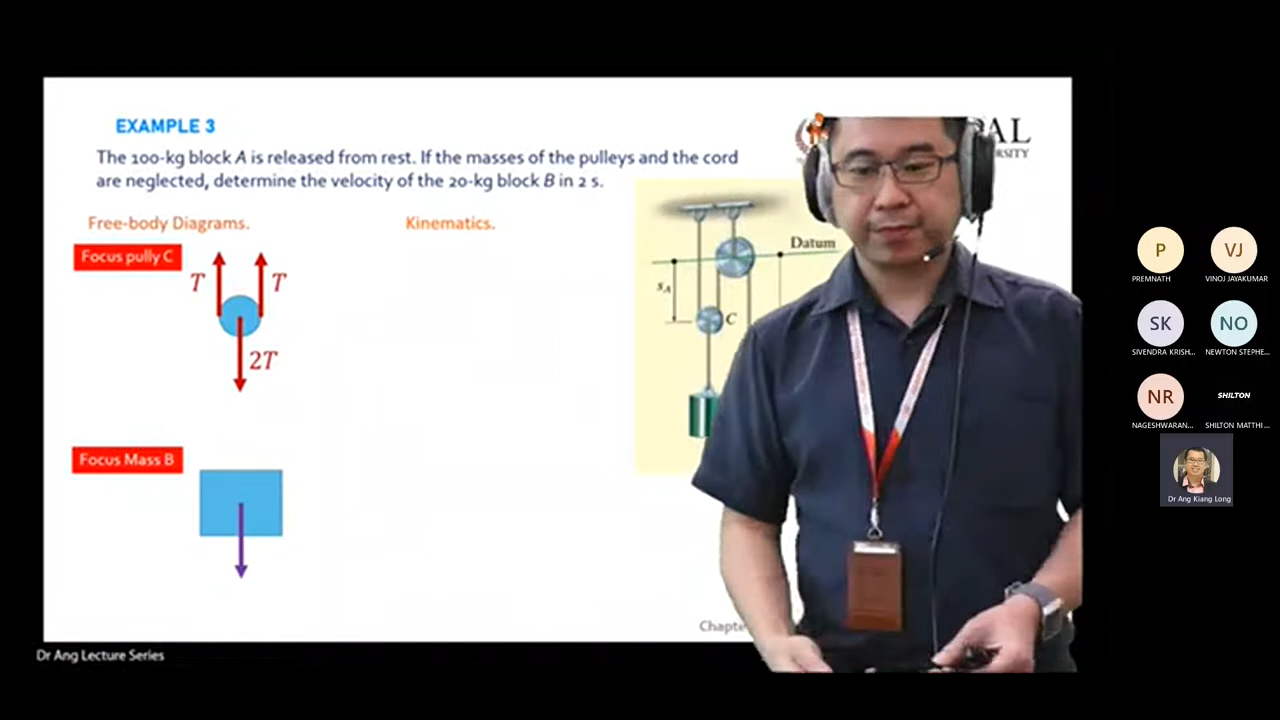 EXAMPLE 3
AL
RSITY
The 100-kg block A is released from rest. If the masses of the pulleys and the cord
are neglected, determine the velocity of the 20-kg block B in 2 s.
Free-body Diagrams.
Kinematics.
Focus pully C
T
T
2T
Datum
sA
C
Focus Mass B
Chapte
Dr Ang Lecture Series
P
PREMNATH
VJ
VINOJ JAYAKUMAR
SK
SIVENDRA KRISH...
NO
NEWTON STEPHE...
NR
NAGESHWARAN...
SHILTON
SHILTON MATTHI...
Dr Ang Kiang Long